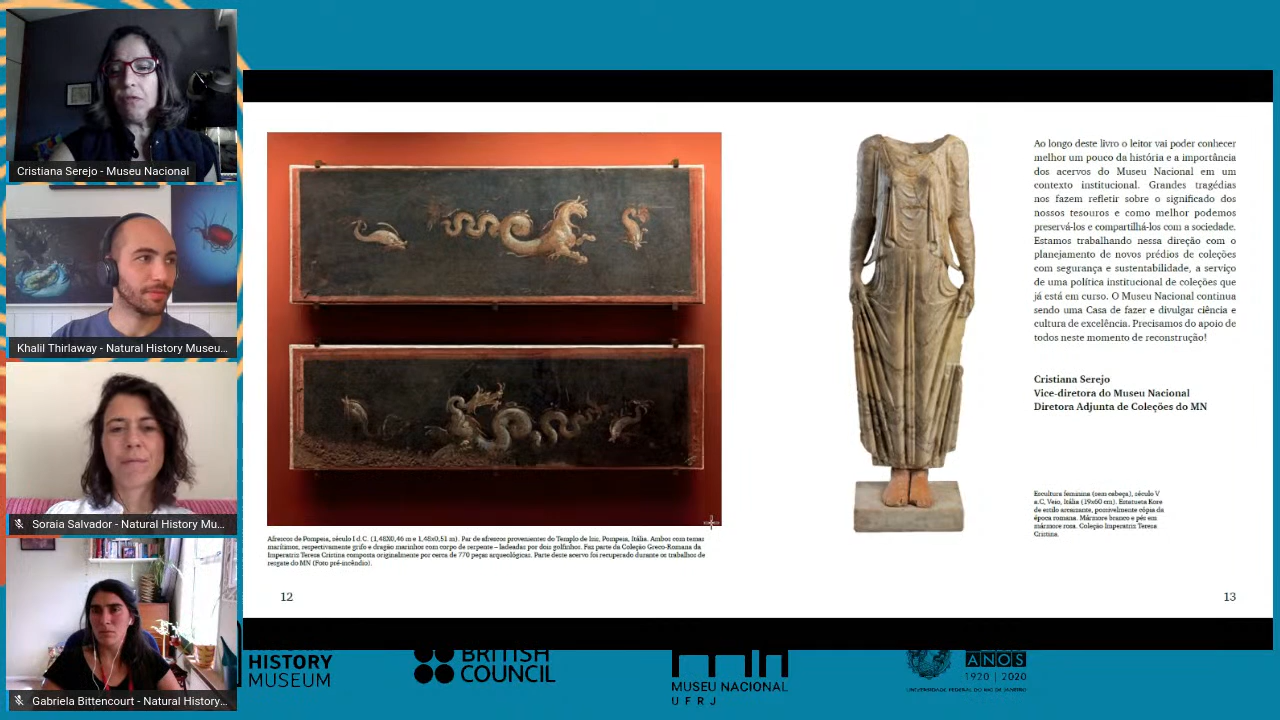 Cristiana Serejo - Museu Nacional
Khalil Thirlaway - Natural History Museu...
Soraia Salvador - Natural History Mu...
Gabriela Bittencourt - Natural History...
Afrescos de Pompeia, século I d.C. (1,48X0,46 m e 1,48x0,51 m). Par de afrescos provenientes do Templo de Isis, Pompeia, Itália. Ambos com temas
marítimos, respectivamente grifo e dragão marinhos com corpo de serpente – ladeadas por dois golfinhos. Faz parte da Coleção Greco-Romana da
Imperatriz Teresa Cristina composta originalmente por cerca de 770 peças arqueológicas. Parte deste acervo foi recuperado durante os trabalhos de
resgate do MN (Foto pré-incêndio).
12
Ao longo deste livro o leitor vai poder conhecer
melhor um pouco da história e a importância
dos acervos do Museu Nacional em um
contexto institucional. Grandes tragédias
nos fazem refletir sobre o significado dos
nossos tesouros e como melhor podemos
preservá-los e compartilhá-los com a sociedade.
Estamos trabalhando nessa direção com o
planejamento de novos prédios de coleções
com segurança e sustentabilidade, a serviço
de uma política institucional de coleções que
já está em curso. O Museu Nacional continua
sendo uma Casa de fazer e divulgar ciência e
cultura de excelência. Precisamos do apoio de
todos neste momento de reconstrução!
Cristiana Serejo
Vice-diretora do Museu Nacional
Diretora Adjunta de Coleções do MN
Escultura feminina (sem cabeça), século V
a.C, Veio, Itália (19x60 cm). Estatueta Kore
de estilo arcaizante, possivelmente cópia da
época romana. Mármore branco e pés em
mármore rosa. Coleção Imperatriz Teresa
Cristina.
13
HISTORY
MUSEUM
BRITISH
COUNCIL
MUSEU NACIONAL
UFRJ
ANOS
1920 | 2020
UNIVERSIDADE FEDERAL DO RIO DE JANEIRO